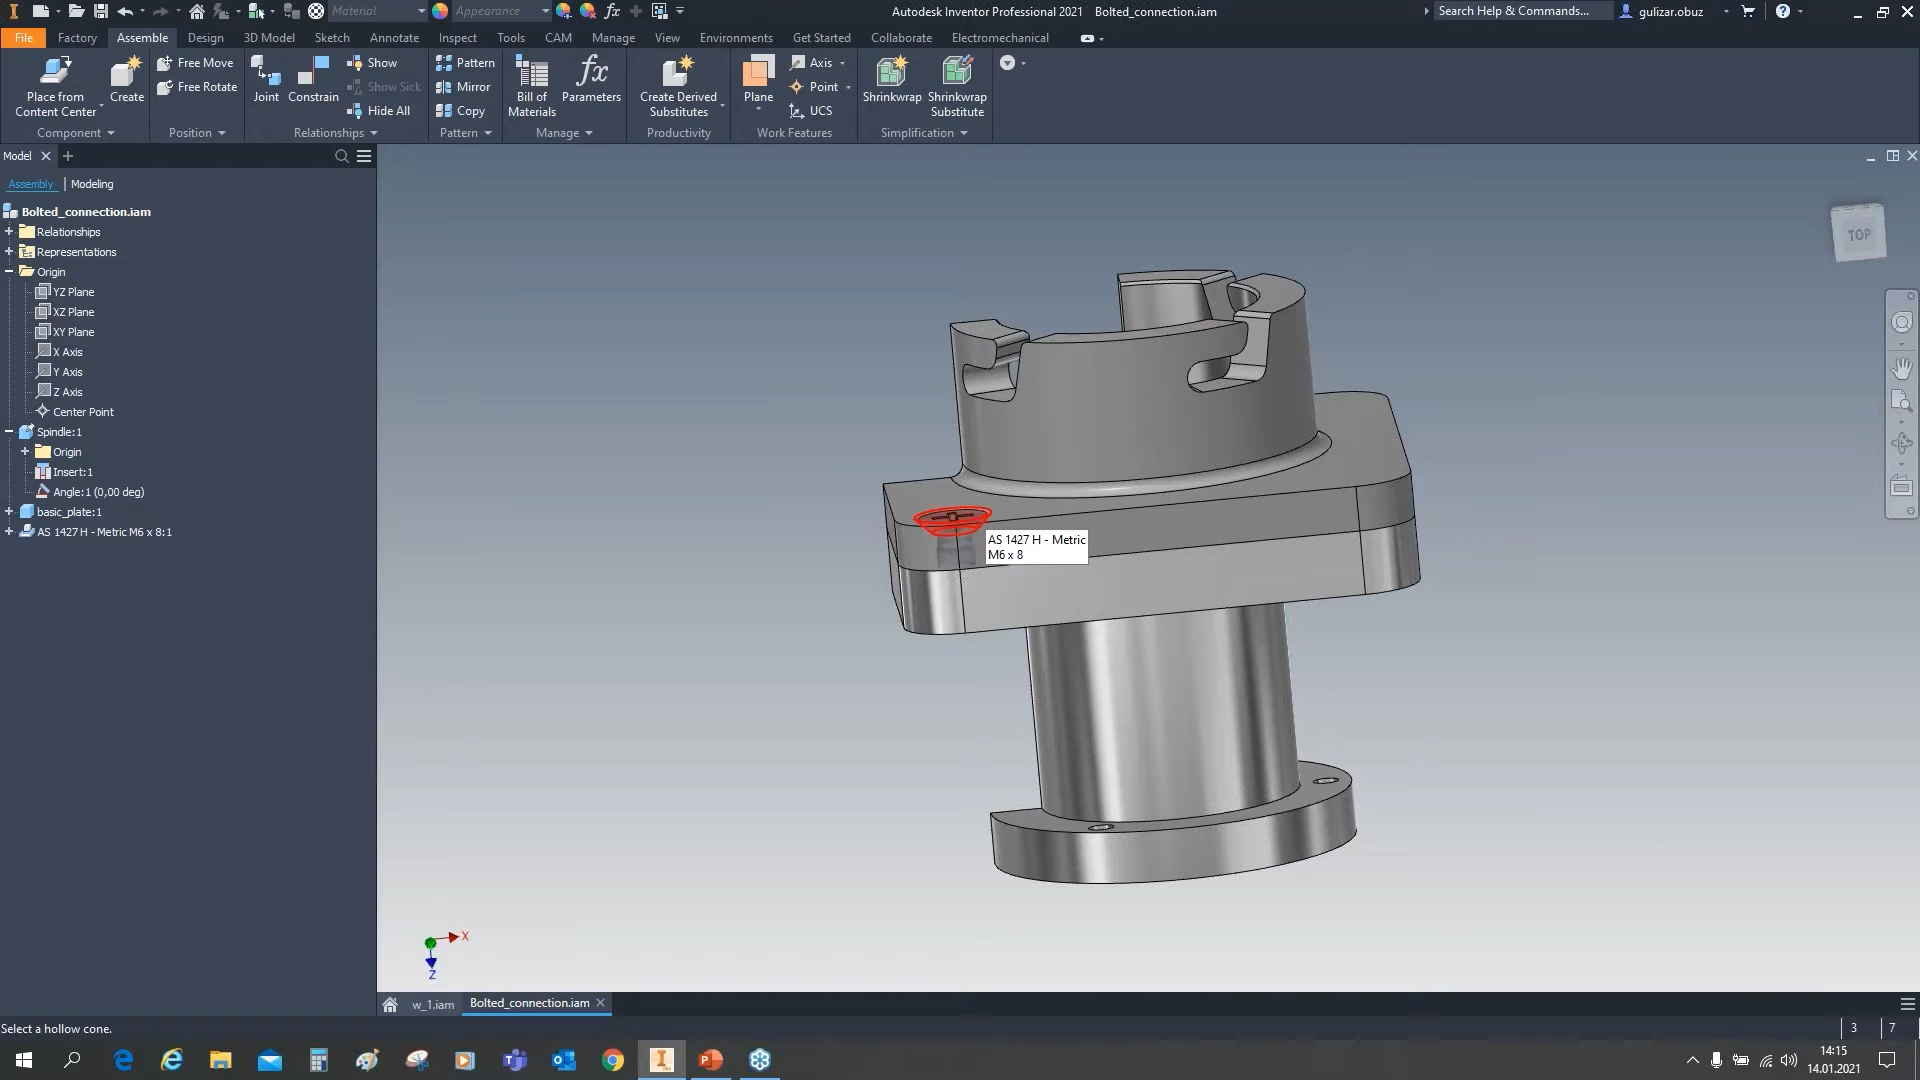 Material
Appearance
fx
Autodesk Inventor Professional 2021 Bolted_connection.iam
Search Help & Commands...
gulizar.obuz
File Factory Assemble Design 3D Model Sketch Annotate Inspect Tools CAM Manage View Environments Get Started Collaborate Electromechanical
Place from
Content Center
Create
Free Move
Free Rotate
Joint
Constrain
Show
Show Sick
Hide All
Pattern
Mirror
Copy
Bill of
Materials
fx
Parameters
Create Derived
Substitutes
Plane
Axis
Point
UCS
Shrinkwrap
Shrinkwrap
Substitute
Component
Position
Relationships
Pattern
Manage
Productivity
Work Features
Simplification
Model
Assembly | Modeling
Bolted_connection.iam
Relationships
Representations
Origin
YZ Plane
XZ Plane
XY Plane
X Axis
Y Axis
Z Axis
Center Point
Spindle:1
Origin
Insert:1
Angle:1 (0,00 deg)
basic_plate:1
AS 1427 H - Metric M6 x 8:1
TOP
AS 1427 H - Metric
M6 x 8
X
Z
w_1.iam
Bolted_connection.iam
Select a hollow cone.
3
7
14:15
14.01.2021